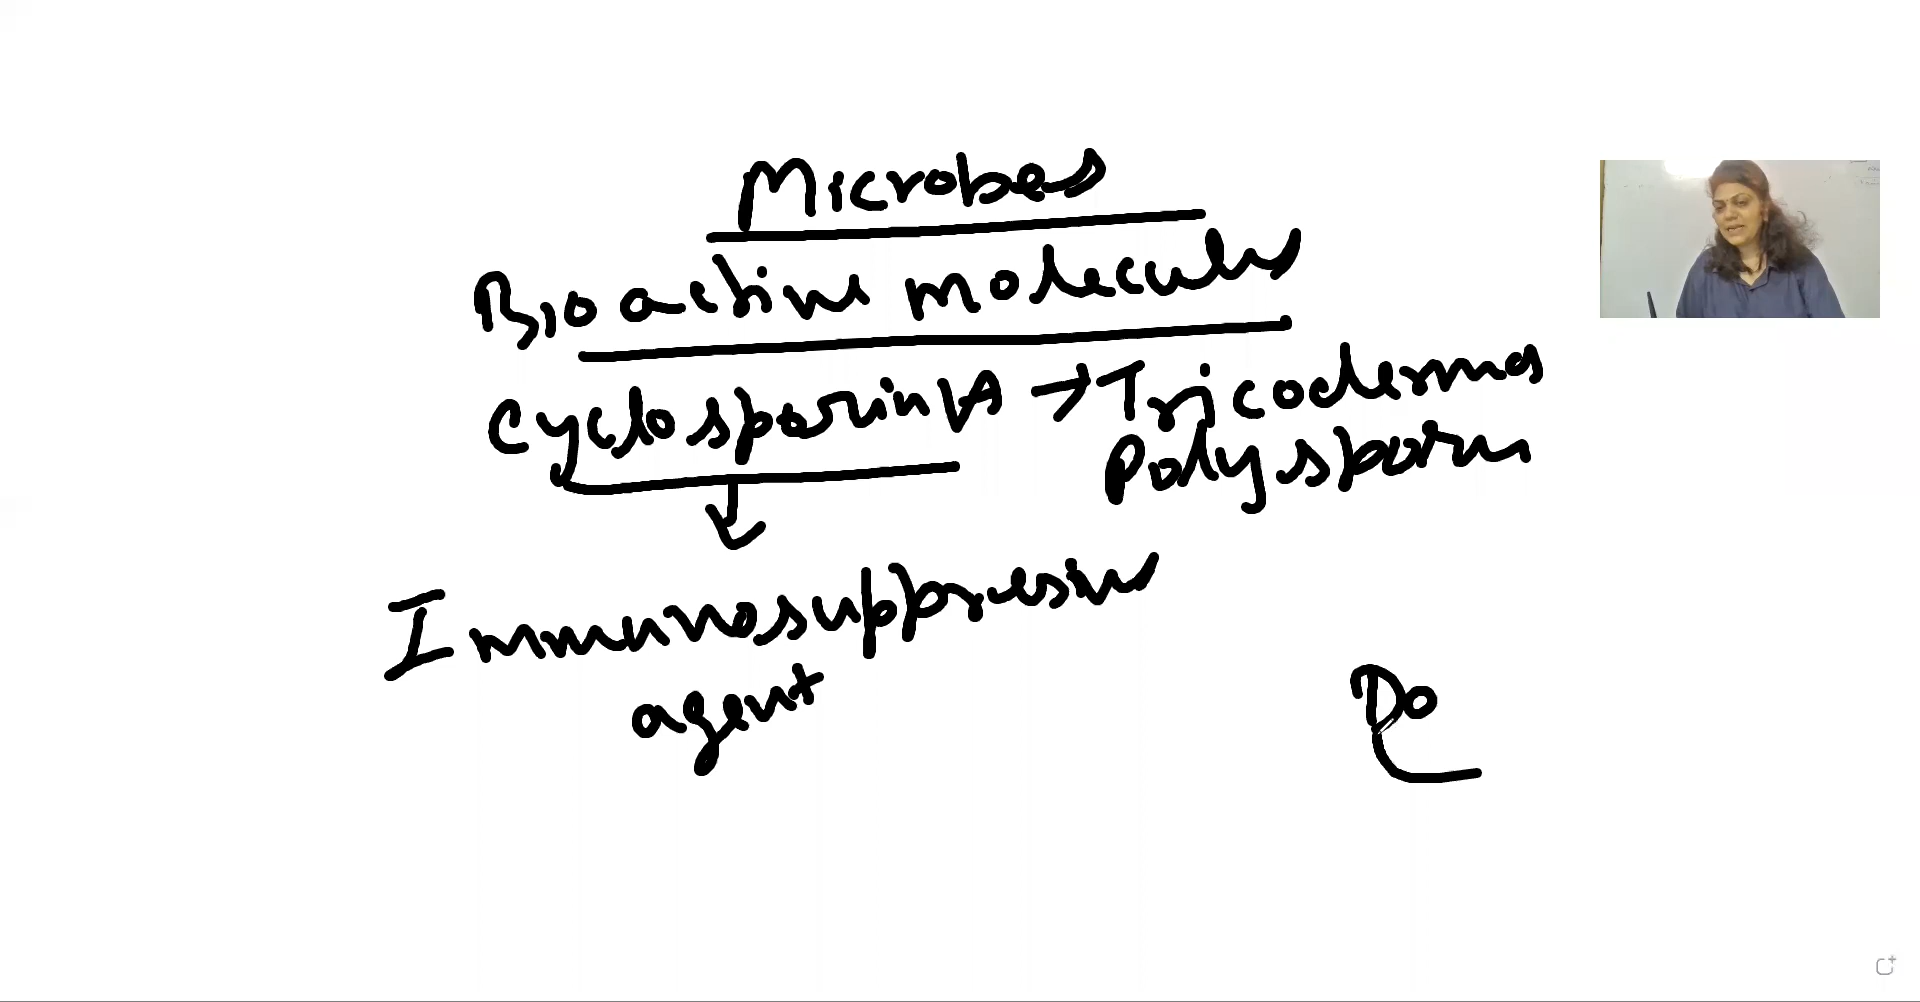 Microbes
Bioactive molecules
Cyclosporin A → Tricoderma
Polysporum
Immunosuppressive
agent
Do